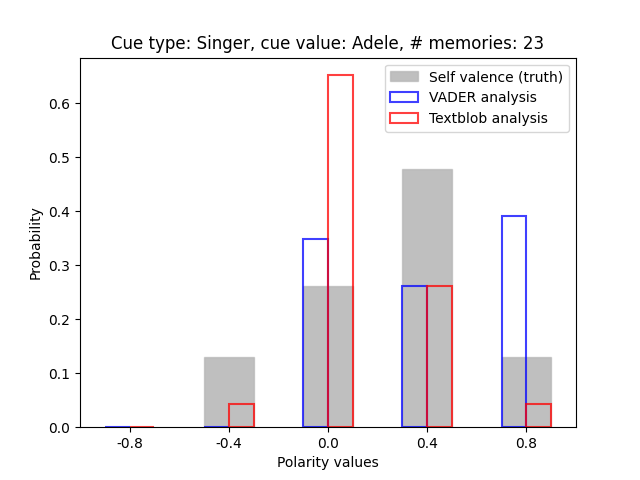 Cue type: Singer, cue value: Adele, # memories: 23
Self valence (truth)
VADER analysis
Textblob analysis
Probability
0.6
0.5
0.4
0.3
0.2
0.1
0.0
-0.8 -0.4 0.0 0.4 0.8
Polarity values